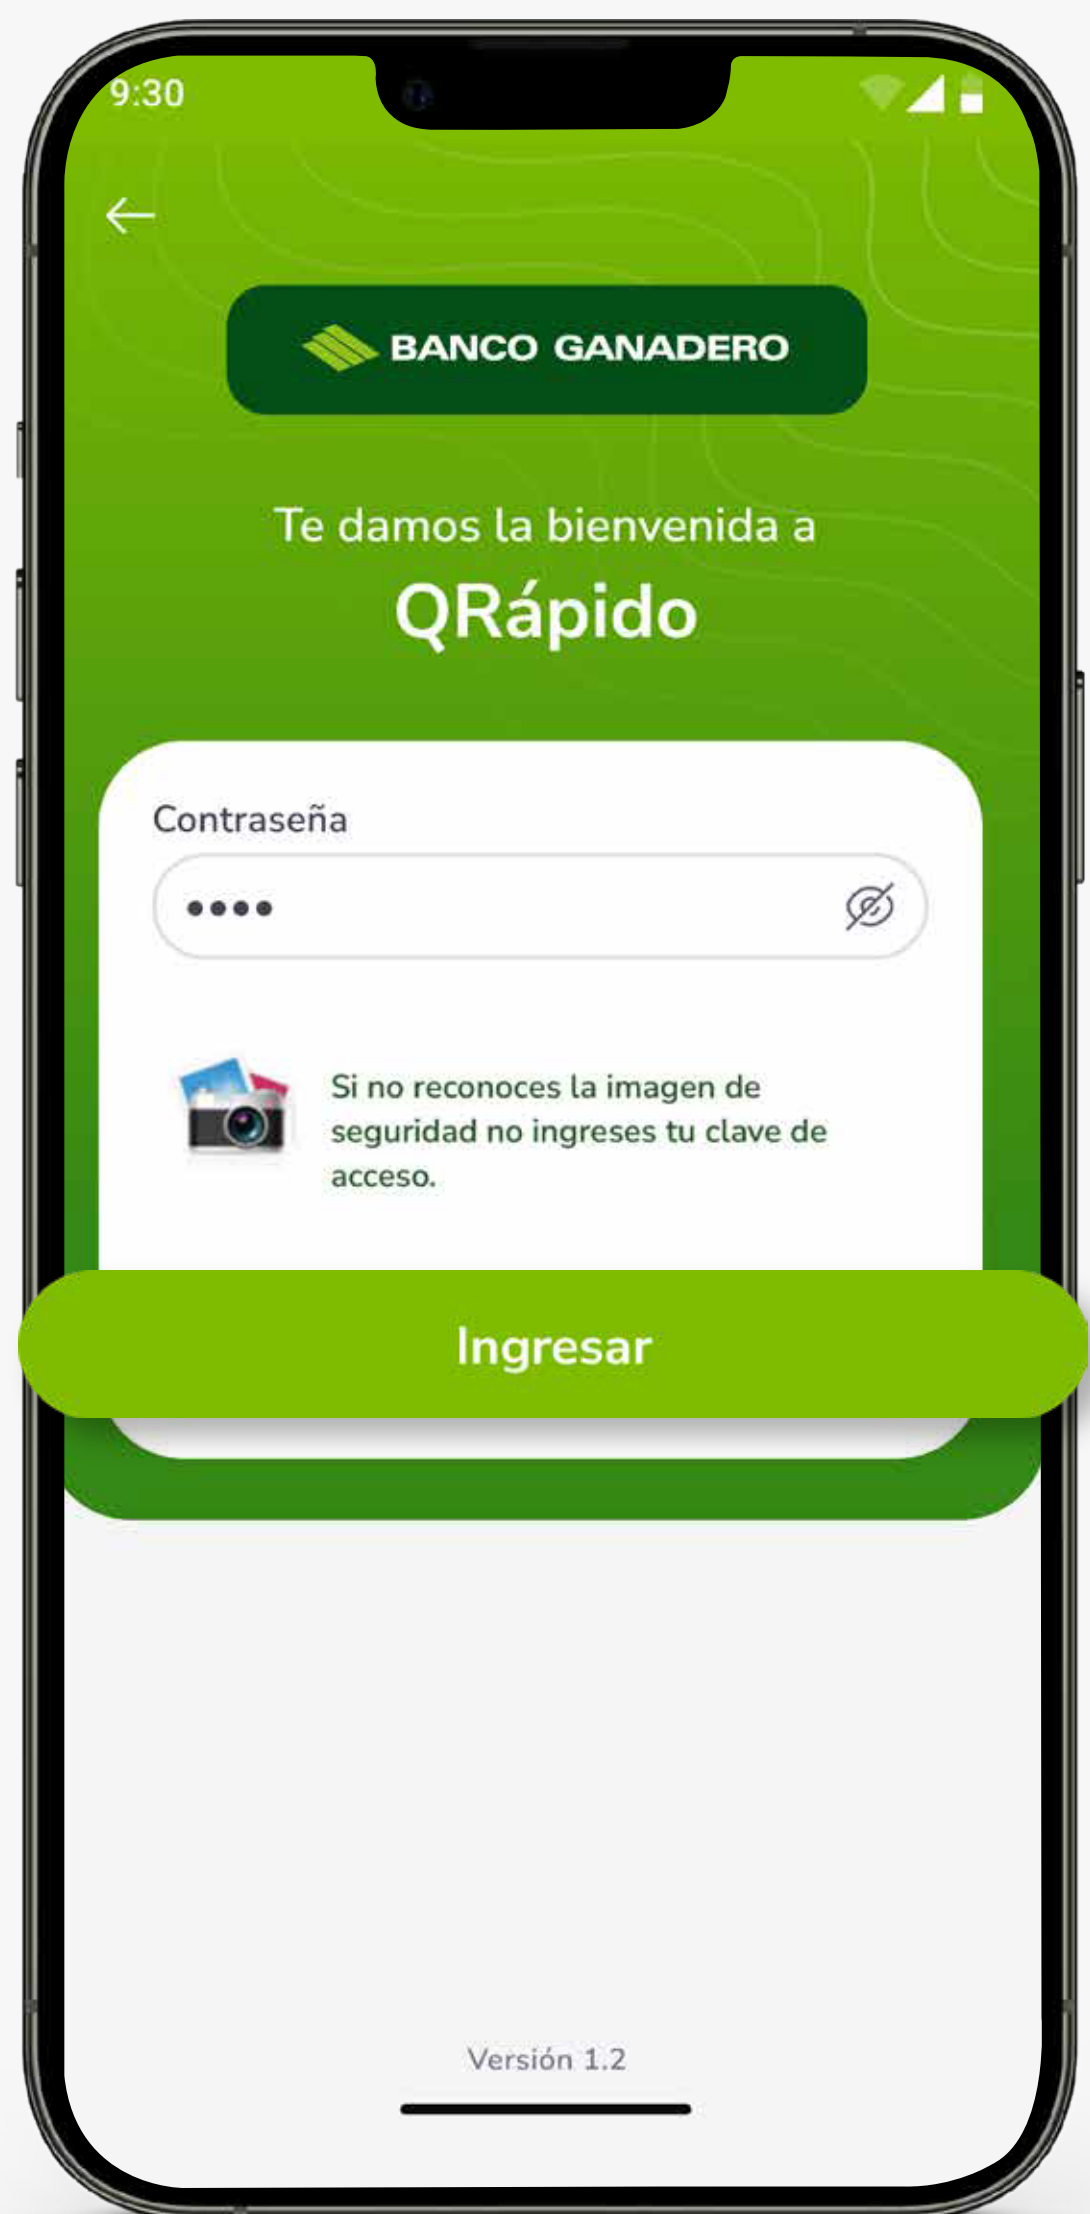 9:30
BANCO GANADERO
Te damos la bienvenida a
QRápido
Contraseña
Si no reconoces la imagen de
seguridad no ingreses tu clave de
acceso.
Ingresar
Versión 1.2